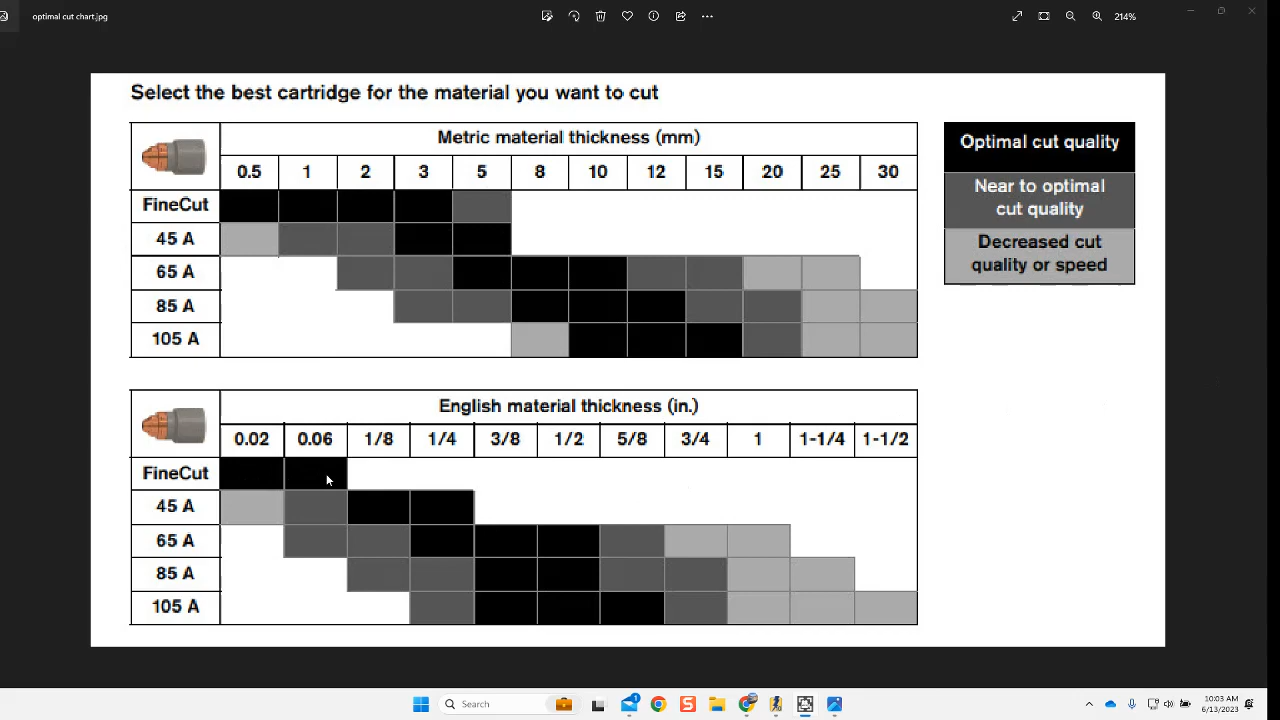 optimal cut chart.jpg
214%
Select the best cartridge for the material you want to cut
Metric material thickness (mm)
0.5 1 2 3 5 8 10 12 15 20 25 30
FineCut
45 A
65 A
85 A
105 A
Optimal cut quality
Near to optimal
cut quality
Decreased cut
quality or speed
English material thickness (in.)
0.02 0.06 1/8 1/4 3/8 1/2 5/8 3/4 1 1-1/4 1-1/2
FineCut
45 A
65 A
85 A
105 A
Search
1
S
10:03 AM
6/13/2023